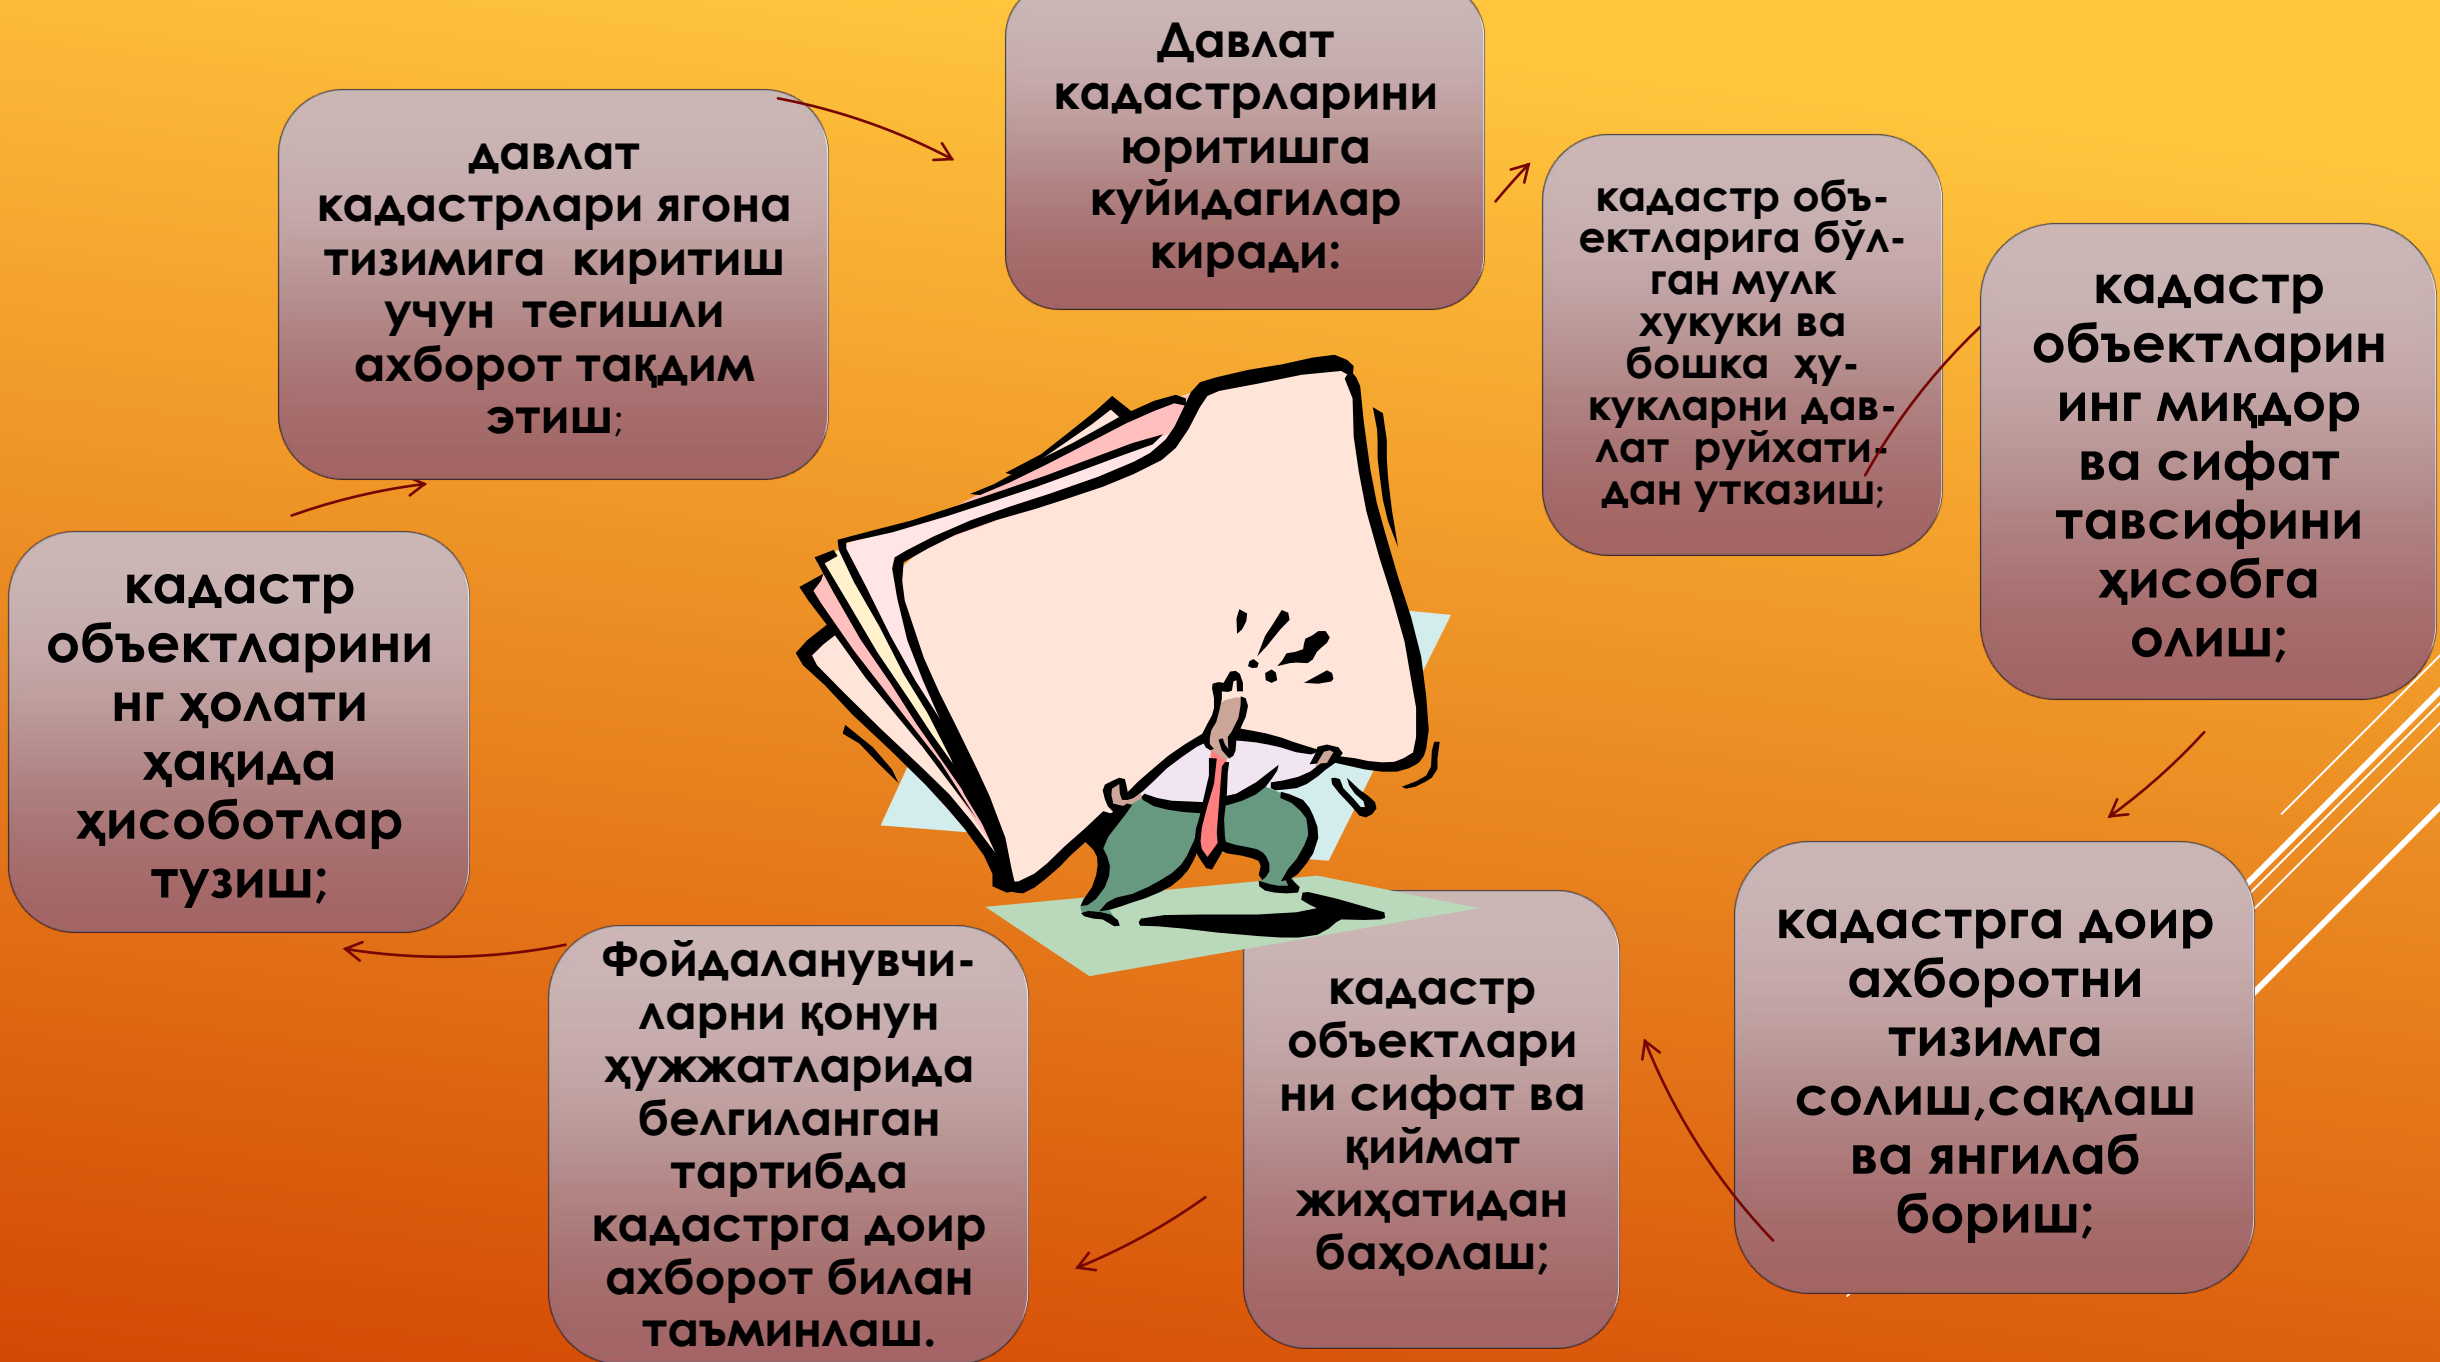 Давлат
кадастрларини
юритишга
куйидагилар
киради:
кадастр объ-
ектларига бўл-
ган мулк
хукуки ва
бошка  ҳу-
кукларни дав-
лат  руйхати-
дан утказиш;
кадастр
объектларин
инг миқдор
ва сифат
тавсифини
ҳисобга
олиш;
кадастрга доир
ахборотни
тизимга
солиш,сақлаш
ва янгилаб
бориш;
кадастр
объектлари
ни сифат ва
қиймат
жиҳатидан
баҳолаш;
Фойдаланувчи-
ларни қонун
ҳужжатларида
белгиланган
тартибда
кадастрга доир
ахборот билан
таъминлаш.
кадастр
объектларини
нг ҳолати
ҳақида
ҳисоботлар
тузиш;
давлат
кадастрлари ягона
тизимига  киритиш
учун  тегишли
ахборот тақдим
этиш;